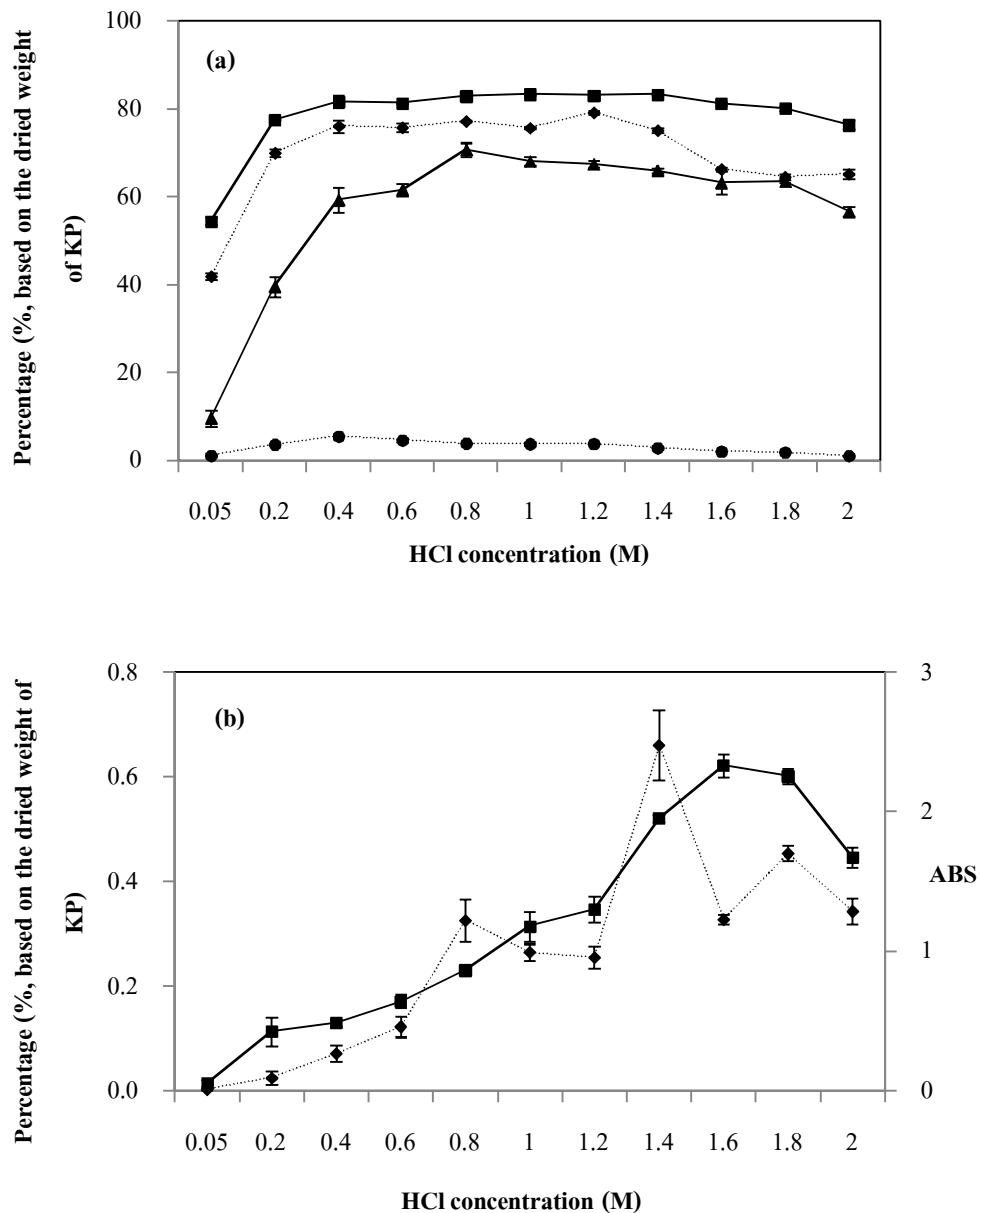 Percentage (%, based on the dried weight
of KP)
100
80
60
40
20
0
(a)
0.05 0.2 0.4 0.6 0.8 1 1.2 1.4 1.6 1.8 2
HCl concentration (M)
Percentage (%, based on the dried weight of
KP)
0.8
0.6
0.4
0.2
0.0
(b)
3
2
1
0
ABS
0.05 0.2 0.4 0.6 0.8 1 1.2 1.4 1.6 1.8 2
HCl concentration (M)